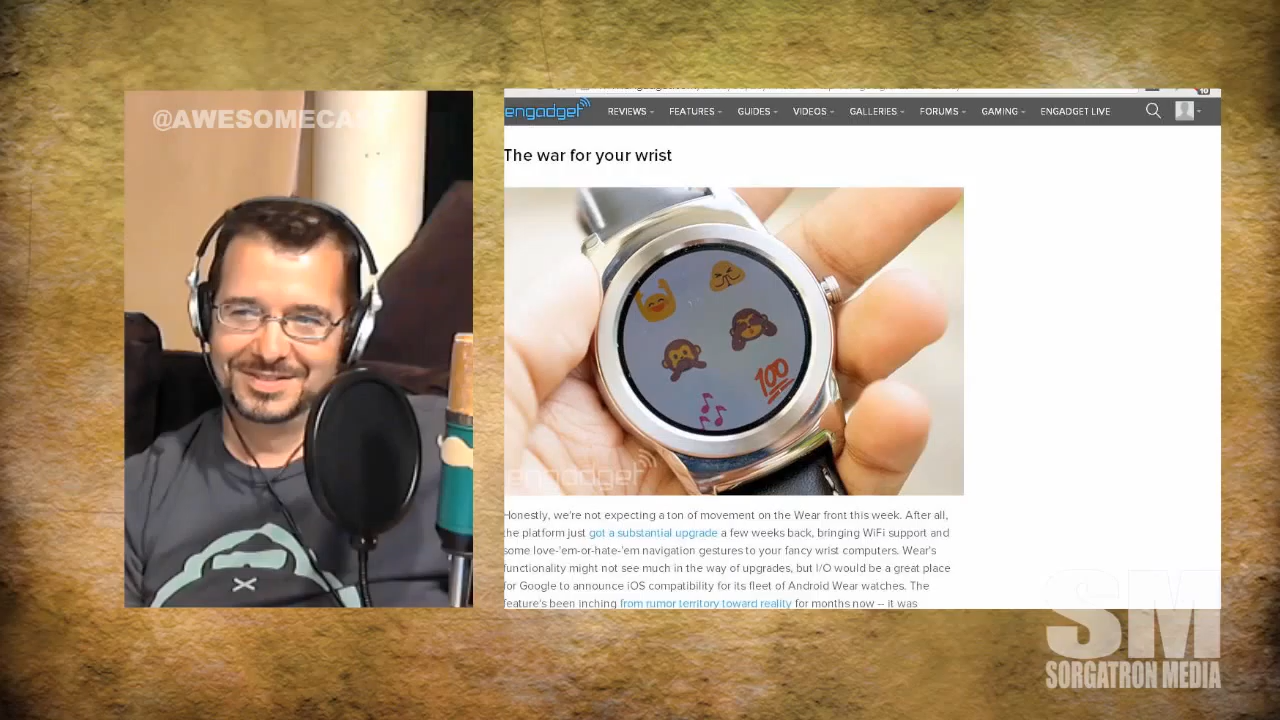 @AWESOMECA
engadget
REVIEWS
FEATURES
GUIDES
VIDEOS
GALLERIES
FORUMS
GAMING
ENGADGET LIVE
10
The war for your wrist
100
engadget
Honestly, we're not expecting a ton of movement on the Wear front this week. After all,
the platform just got a substantial upgrade a few weeks back, bringing WiFi support and
some love-'em-or-hate-'em navigation gestures to your fancy wrist computers. Wear's
functionality might not see much in the way of upgrades, but I/O would be a great place
for Google to announce iOS compatibility for its fleet of Android Wear watches. The
feature's been inching from rumor territory toward reality for months now -- it was
SM
SORGATRON MEDIA